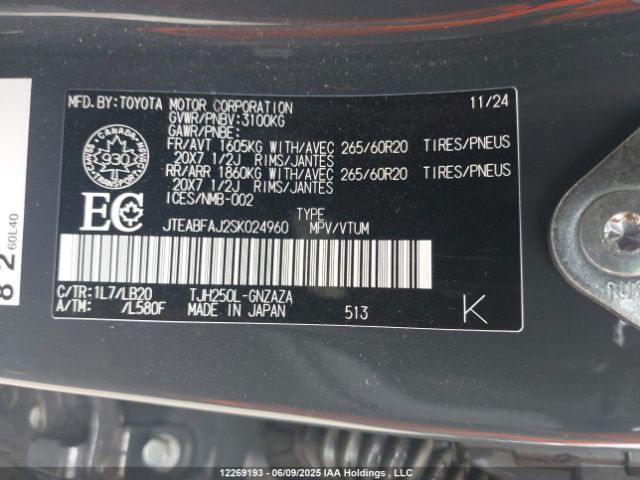 MFD.BY:TOYOTA MOTOR CORPORATION 11/24
GVWR/PNBV:3100KG
GAWR/PNBE:
FR/AVT 1605KG WITH/AVEC 265/60R20 TIRES/PNEUS
20X7 1/2J RIMS/JANTES
RR/ARR 1860KG WITH/AVEC 265/60R20 TIRES/PNEUS
20X7 1/2J RIMS/JANTES
ICES/NMB-002
CANADA
930
TRANSPORT
EC
TYPE
JTEABFAJ2SK024960 MPV/VTUM
C/TR:1L7/LB20 TJH250L-GNZAZA
A/TM: /L580F MADE IN JAPAN 513 K
82
60L40
12269193 - 06/09/2025 IAA Holdings, LLC